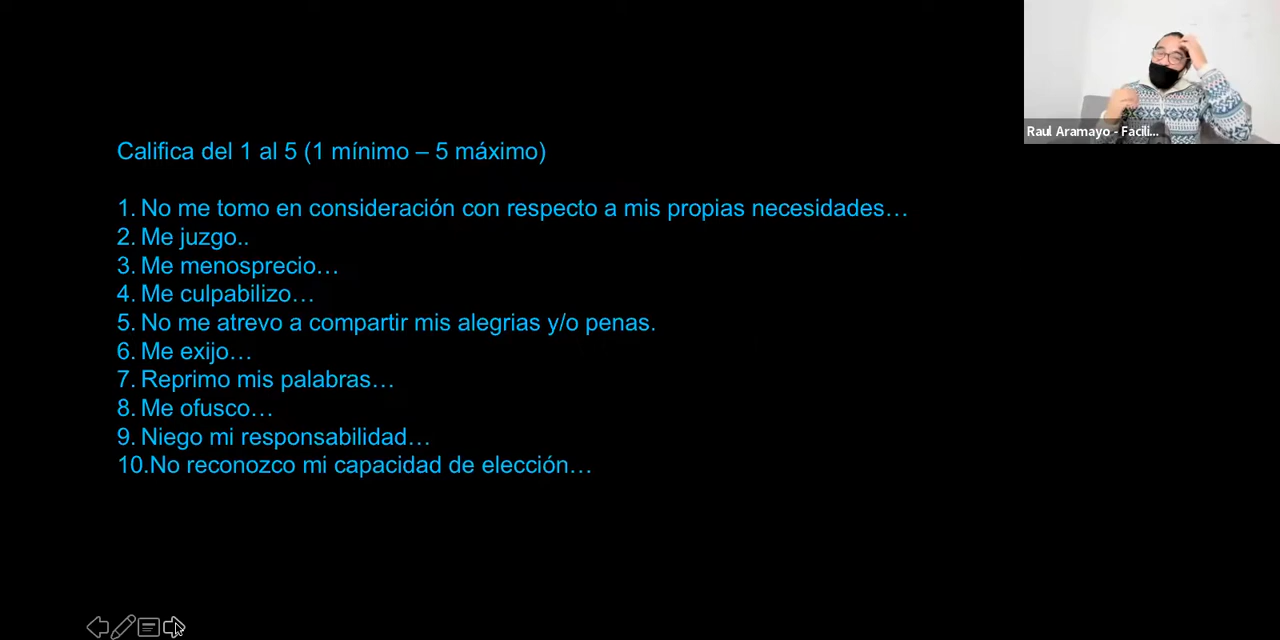 Raul Aramayo - Facili...
Califica del 1 al 5 (1 mínimo – 5 máximo)
1. No me tomo en consideración con respecto a mis propias necesidades…
2. Me juzgo..
3. Me menosprecio…
4. Me culpabilizo…
5. No me atrevo a compartir mis alegrias y/o penas.
6. Me exijo…
7. Reprimo mis palabras…
8. Me ofusco…
9. Niego mi responsabilidad…
10.No reconozco mi capacidad de elección…